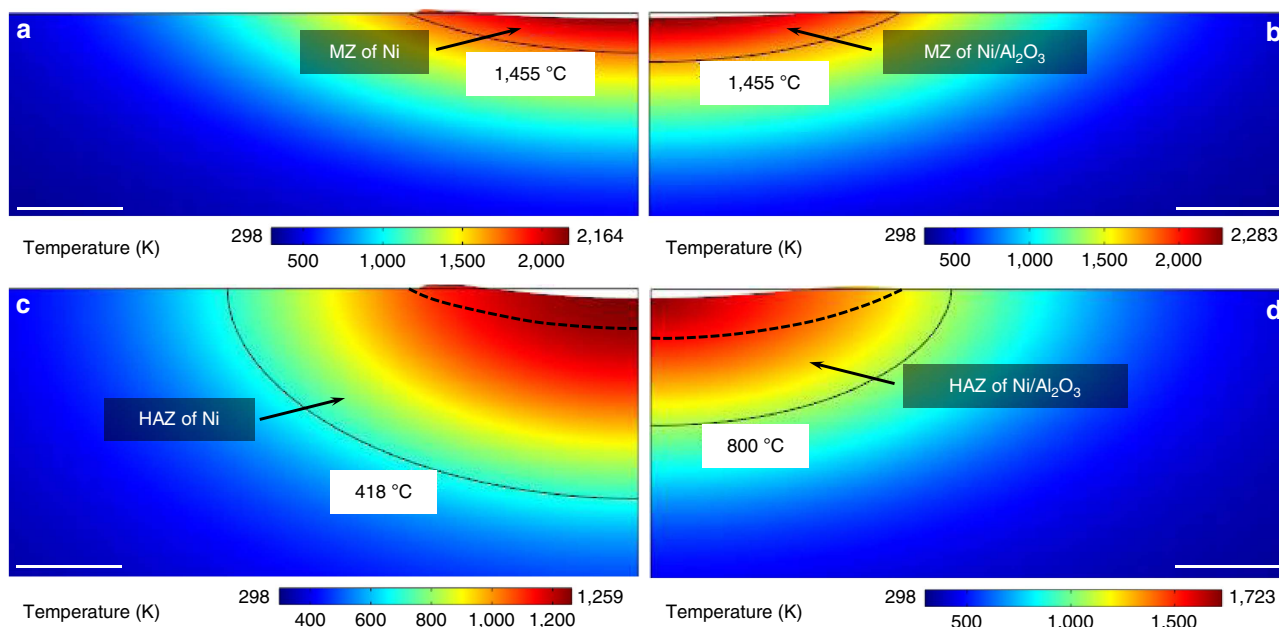 a
MZ of Ni
1,455 °C
b
MZ of Ni/Al₂O₃
1,455 °C
Temperature (K)
298
2,164
500 1,000 1,500 2,000
298
2,283
500 1,000 1,500 2,000
c
HAZ of Ni
418 °C
d
HAZ of Ni/Al₂O₃
800 °C
Temperature (K)
298
1,259
400 600 800 1,000 1,200
Temperature (K)
298
1,723
500 1,000 1,500